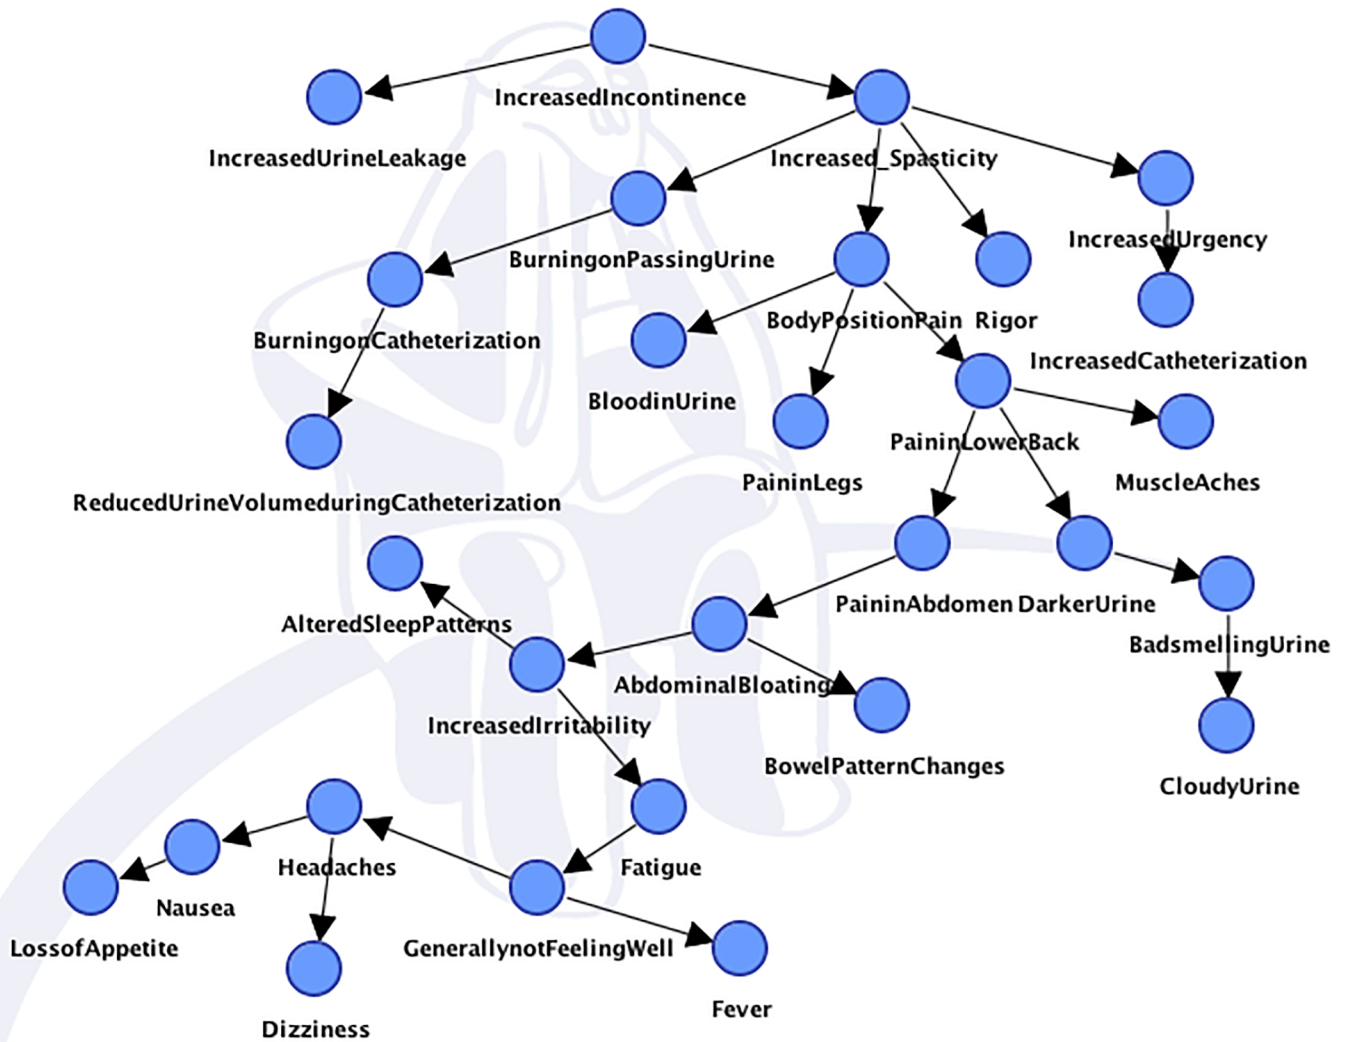 IncreasedIncontinence
IncreasedUrineLeakage
Increased_Spasticity
IncreasedUrgency
BurningonPassingUrine
BodyPositionPain
Rigor
BurningonCatheterization
IncreasedCatheterization
BloodinUrine
PaininLowerBack
PaininLegs
MuscleAches
ReducedUrineVolumeduringCatheterization
PaininAbdomen
DarkerUrine
AlteredSleepPatterns
BadsmellingUrine
AbdominalBloating
IncreasedIrritability
BowelPatternChanges
CloudyUrine
Headaches
Fatigue
Nausea
LossofAppetite
GenerallynotFeelingWell
Fever
Dizziness